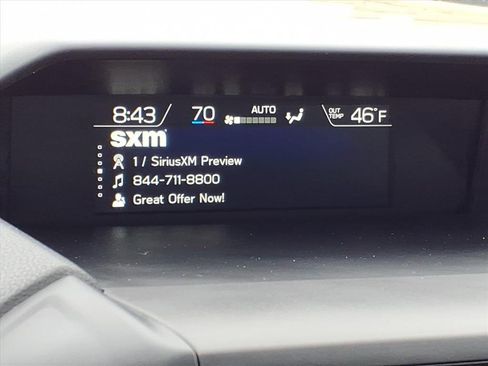 8:43 70 AUTO OUT TEMP 46°F
sxm
1 / SiriusXM Preview
844-711-8800
Great Offer Now!